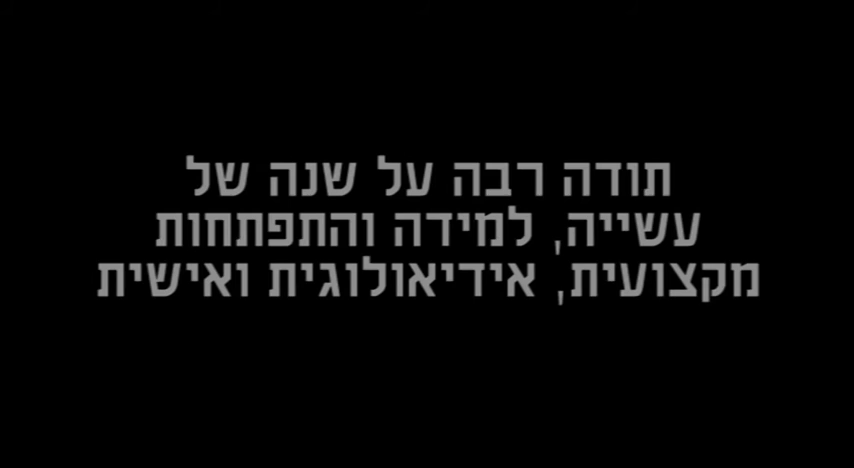 תודה רבה על שנה של
עשייה, למידה והתפתחות
מקצועית, אידיאולוגית ואישית